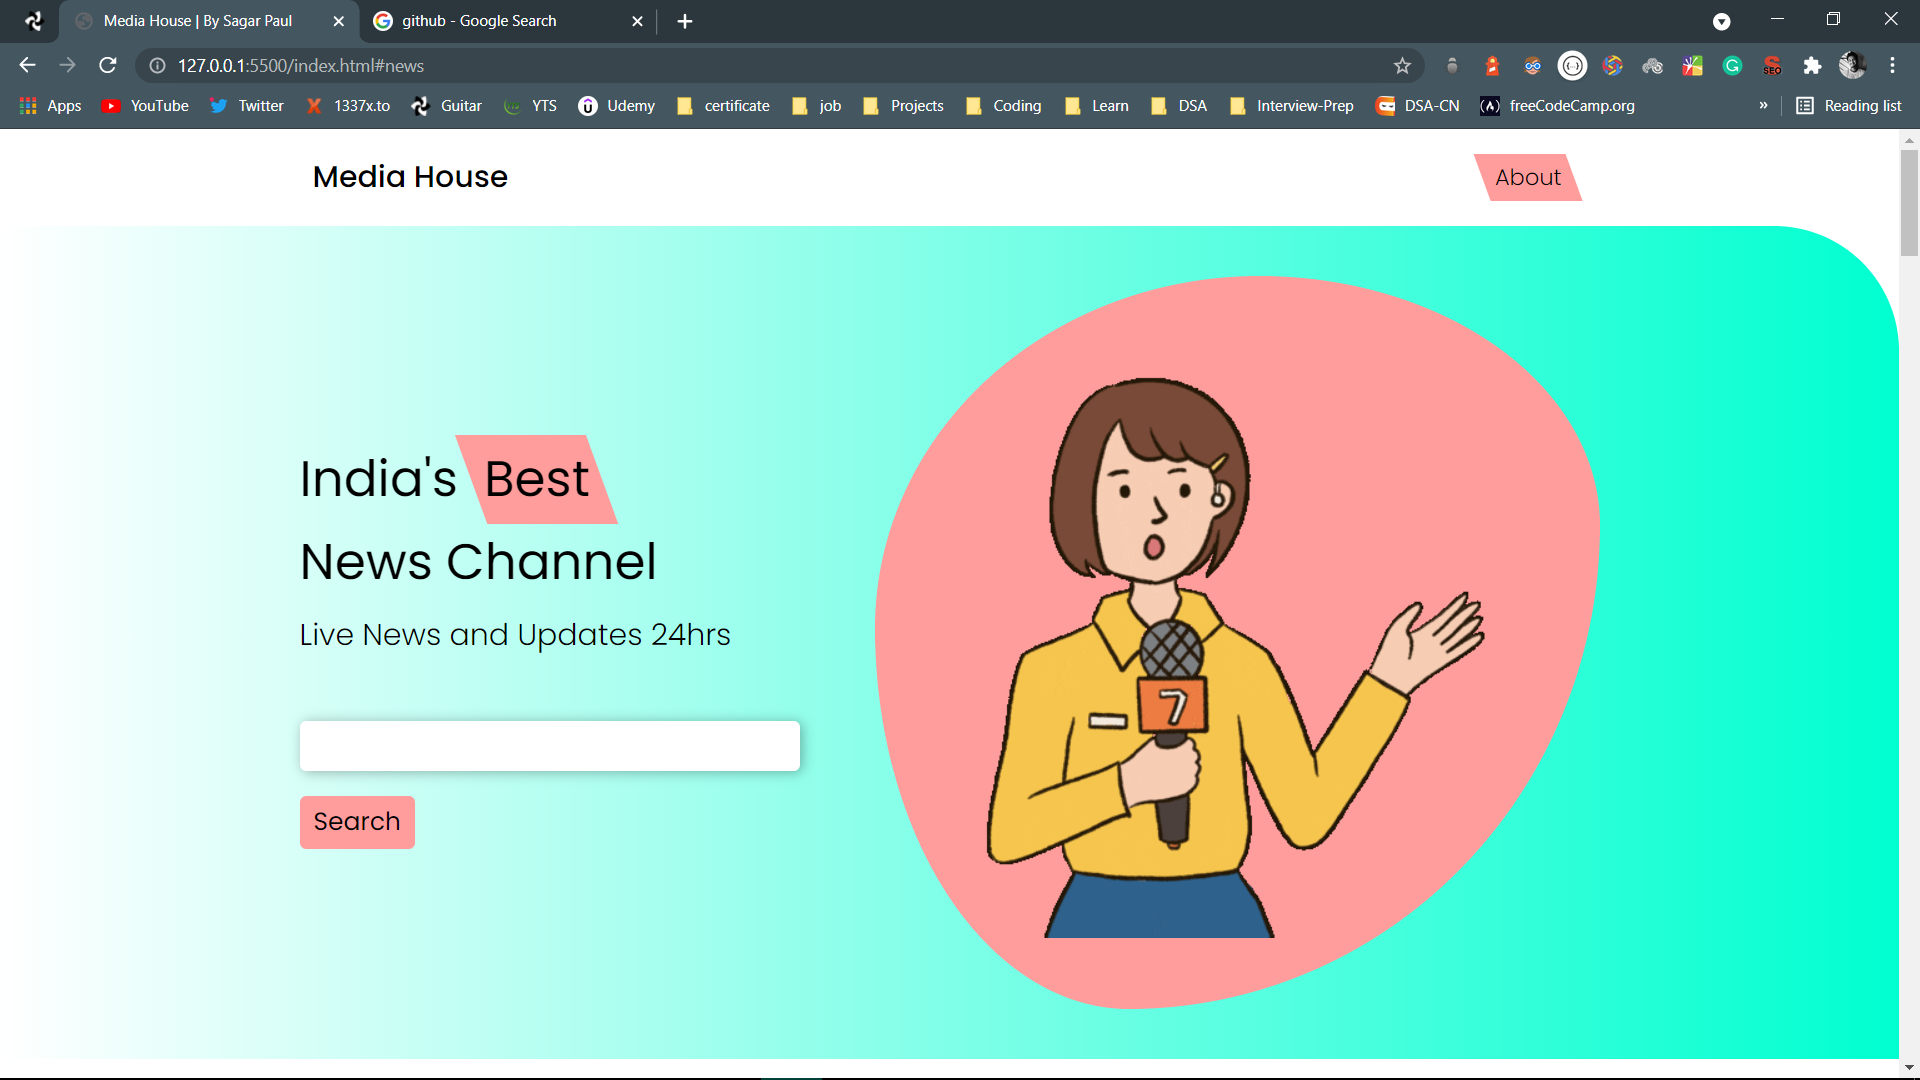 Media House | By Sagar Paul
github - Google Search
127.0.0.1:5500/index.html#news
Apps YouTube Twitter 1337x.to Guitar YTS Udemy certificate job Projects Coding Learn DSA Interview-Prep DSA-CN freeCodeCamp.org » Reading list
SEO
Media House
About
India's Best
News Channel
Live News and Updates 24hrs
7
Search